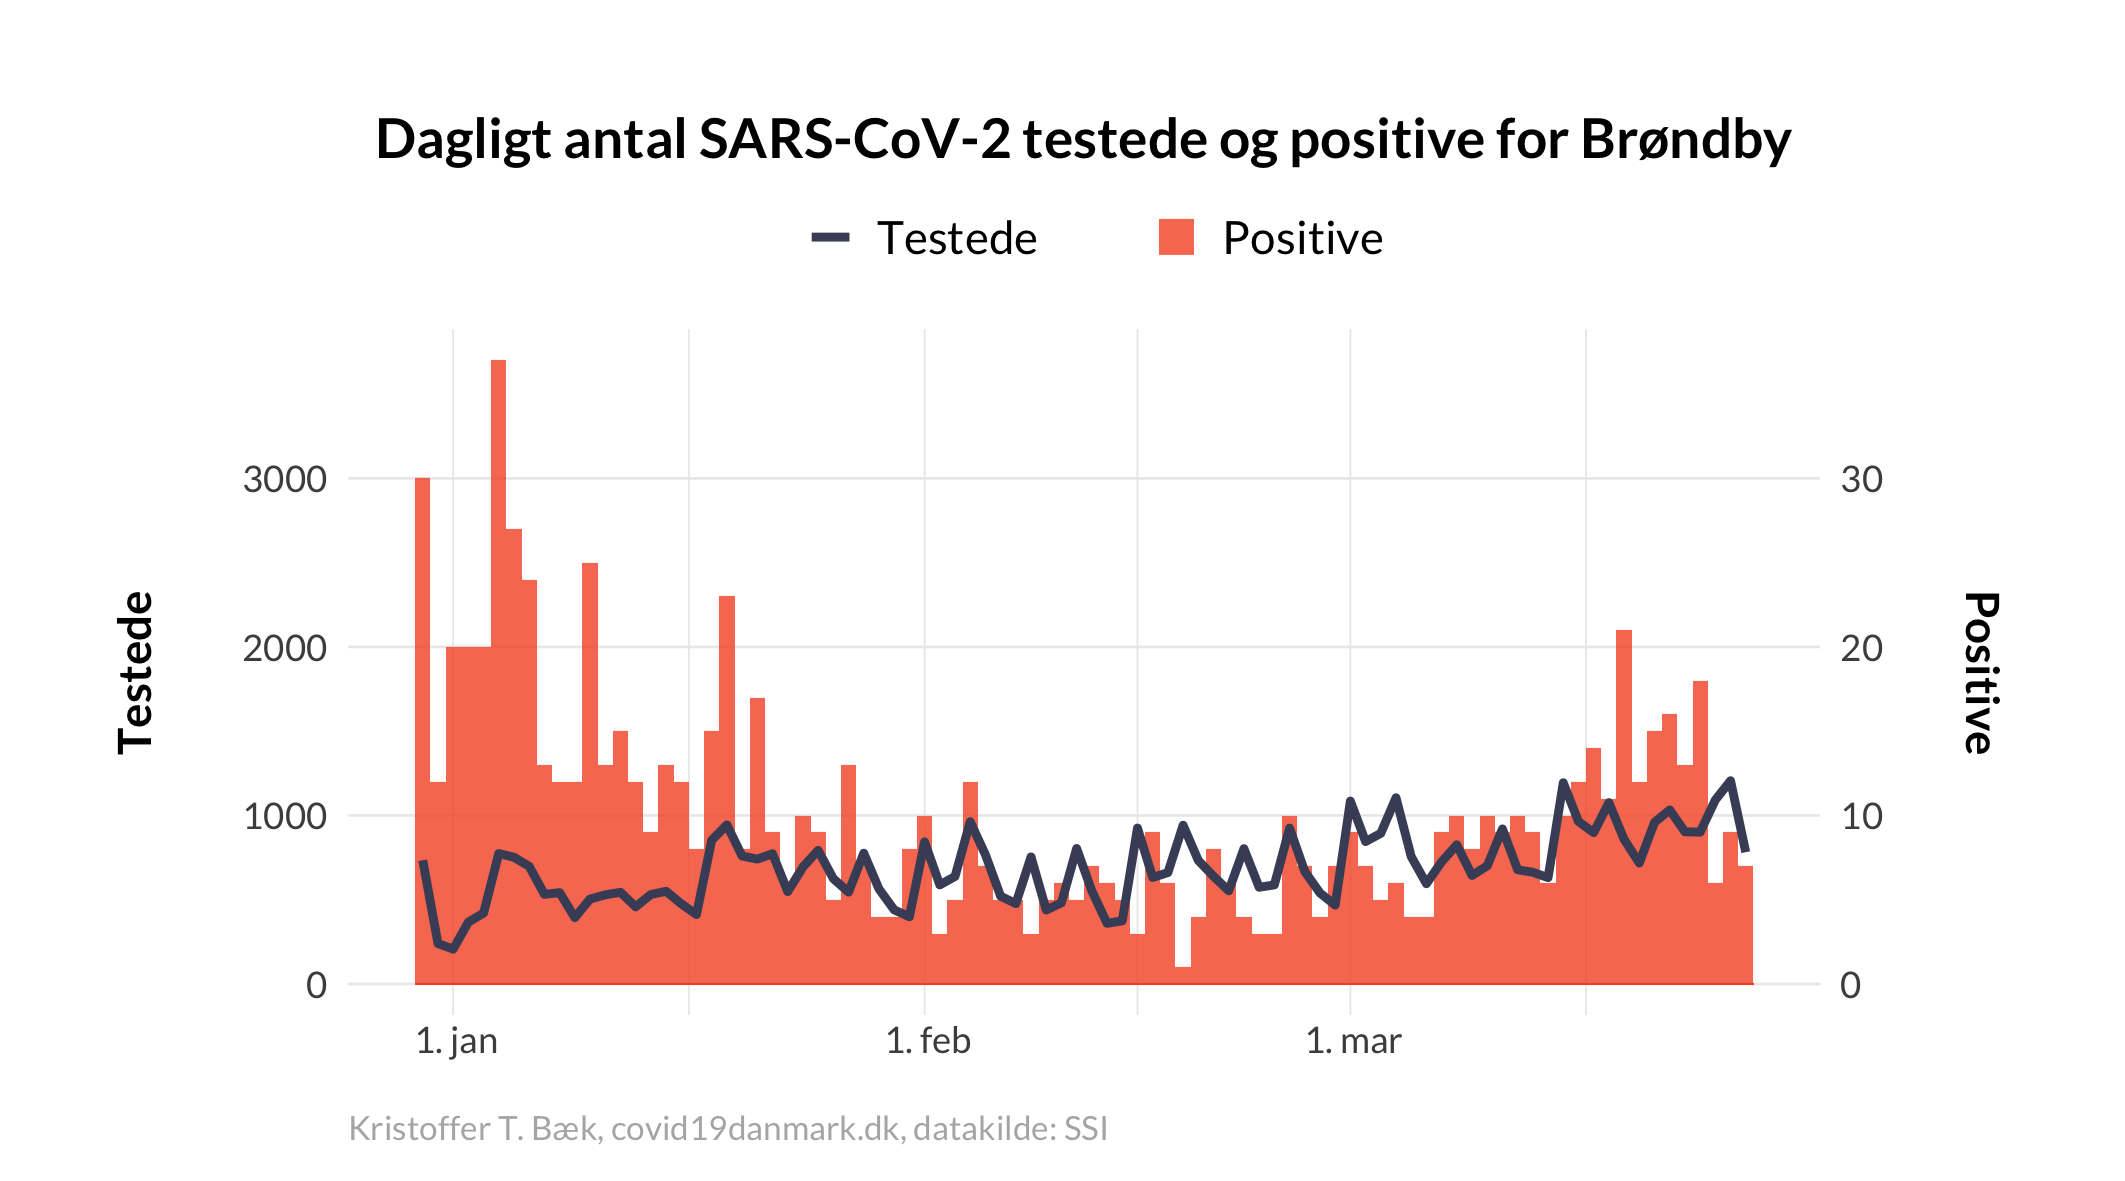 Dagligt antal SARS-CoV-2 testede og positive for Brøndby
Testede Positive
Testede
3000
2000
1000
0
30
20
10
0
Positive
1. jan 1. feb 1. mar
Kristoffer T. Bæk, covid19danmark.dk, datakilde: SSI